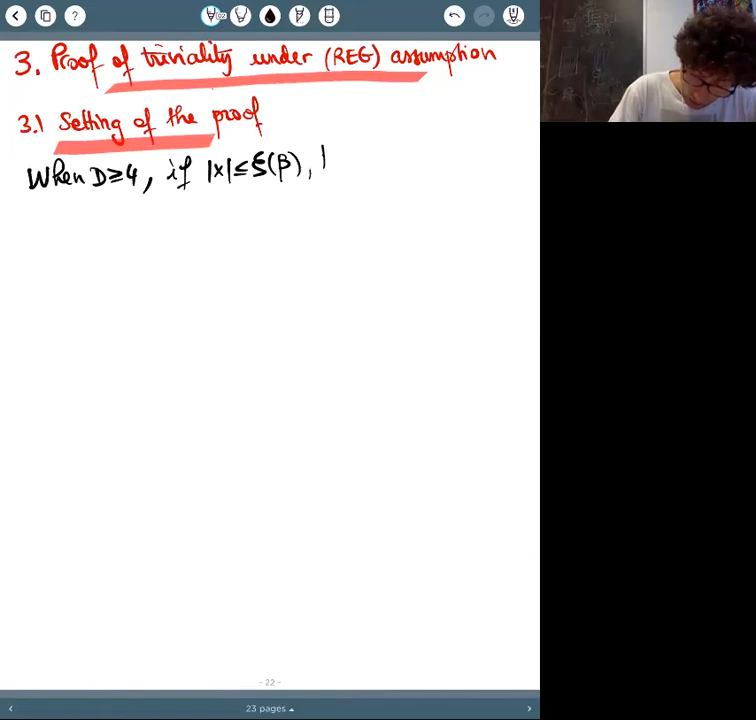 3. Proof of triviality under (REG) assumption
3.1 Setting of the proof
When D≥4, if |x|≤ξ(β), |
- 22 -
23 pages